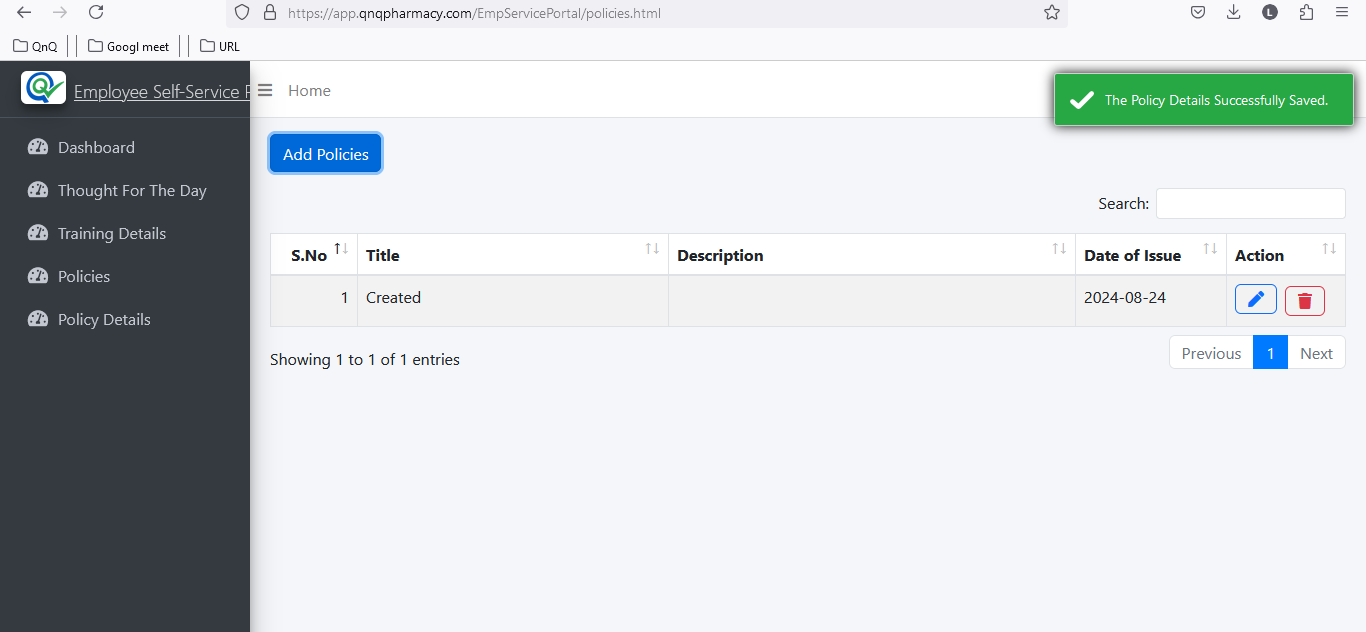 https://app.qnqpharmacy.com/EmpServicePortal/policies.html
L
QnQ
Googl meet
URL
Employee Self-Service
Home
The Policy Details Successfully Saved.
Dashboard
Thought For The Day
Training Details
Policies
Policy Details
Add Policies
Search:
S.No Title Description Date of Issue Action
1 Created 2024-08-24
Showing 1 to 1 of 1 entries
Previous 1 Next